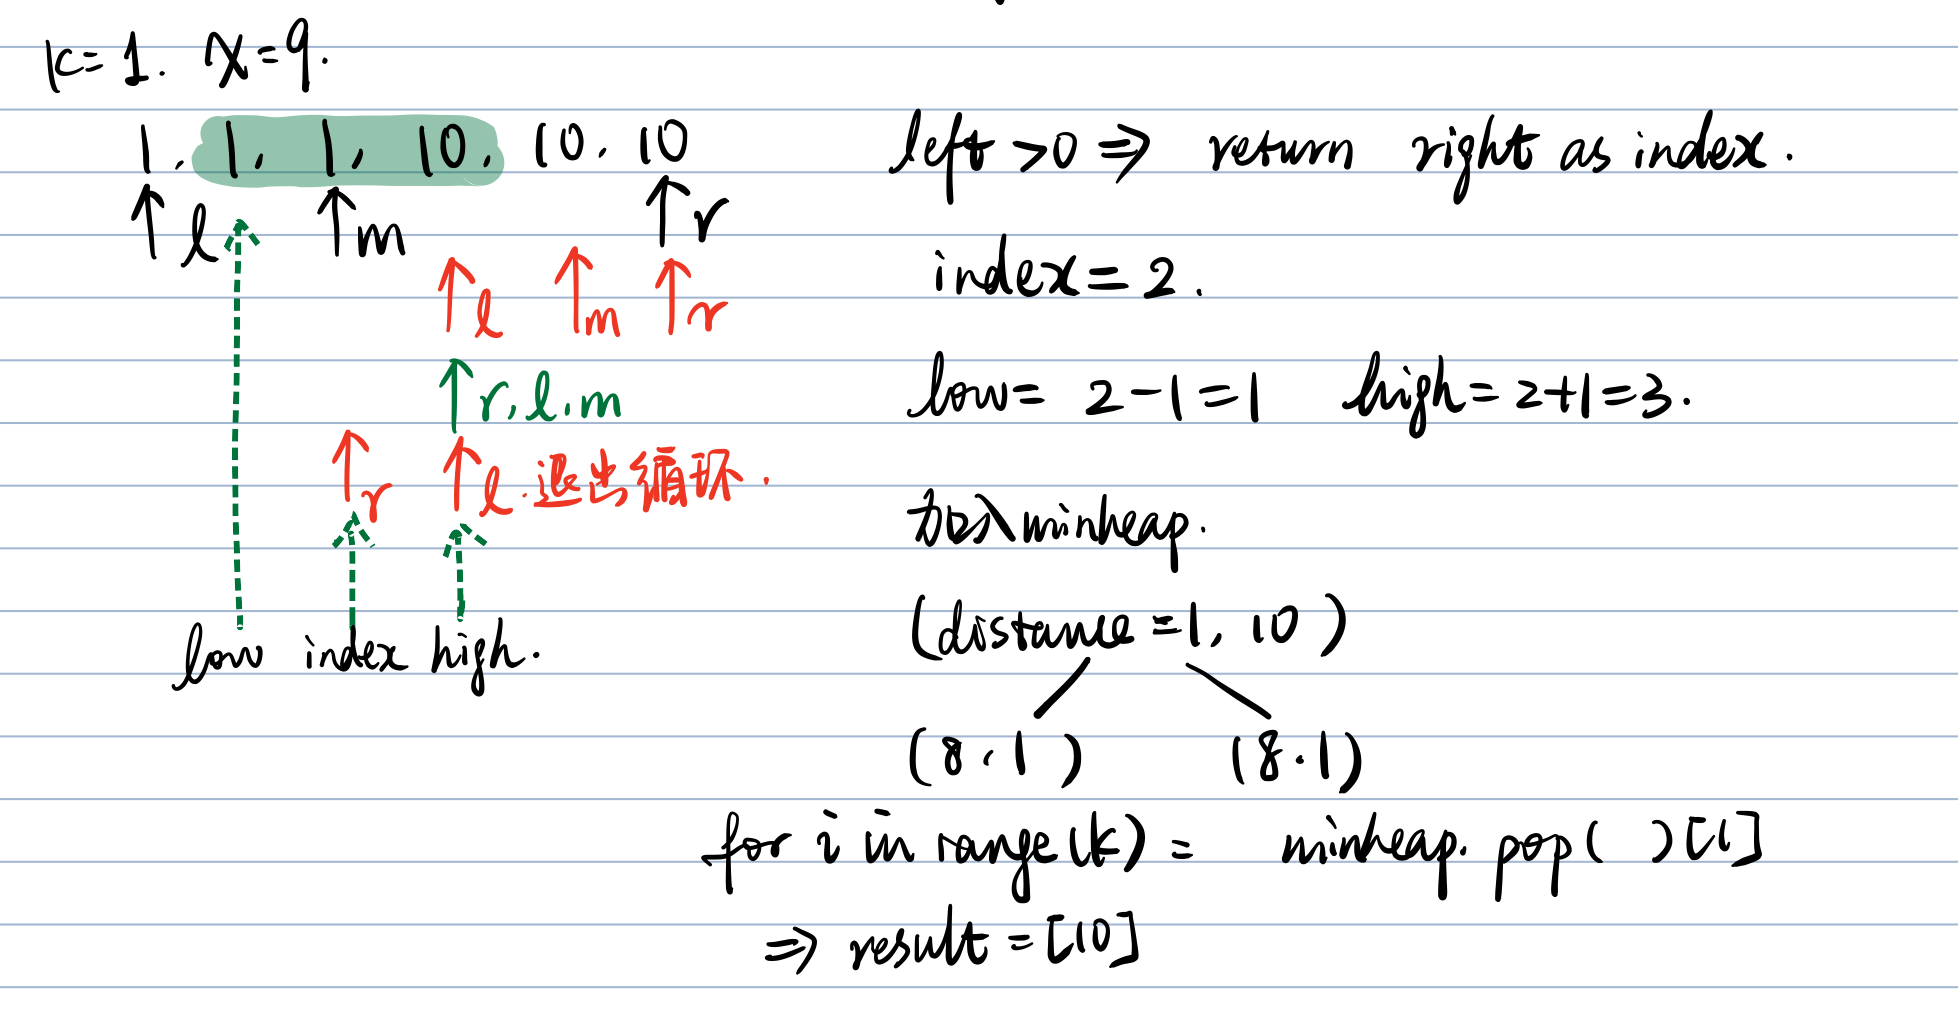 k=1. x=9.
1. 1, 1, 10, 10. 10
↑ l ↑ m ↑ r
↑ l ↑ m ↑ r
↑ r, l, m
↑ r ↑ l. 退出循环.
low index high.
left >0 ⇒ return right as index.
index = 2.
low= 2-1=1 high=2+1=3.
加入minheap.
(distance =1, 10)
(8, 1) (8.1)
for i in range(k) = minheap. pop( )[1]
⇒ result =[10]